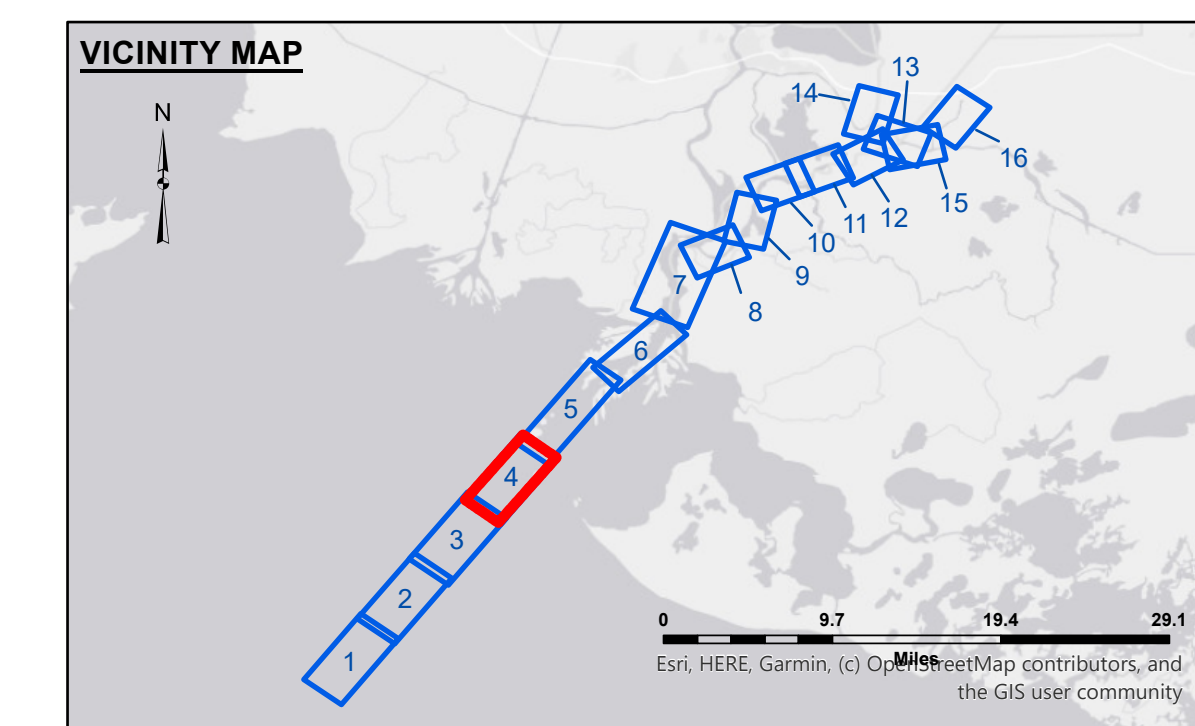 VICINITY MAP
N
13
14
16
15
12
11
10
9
7
8
6
5
4
3
2
1
0 9.7 19.4 29.1
Miles
Esri, HERE, Garmin, (c) OpenStreetMap contributors, and
the GIS user community